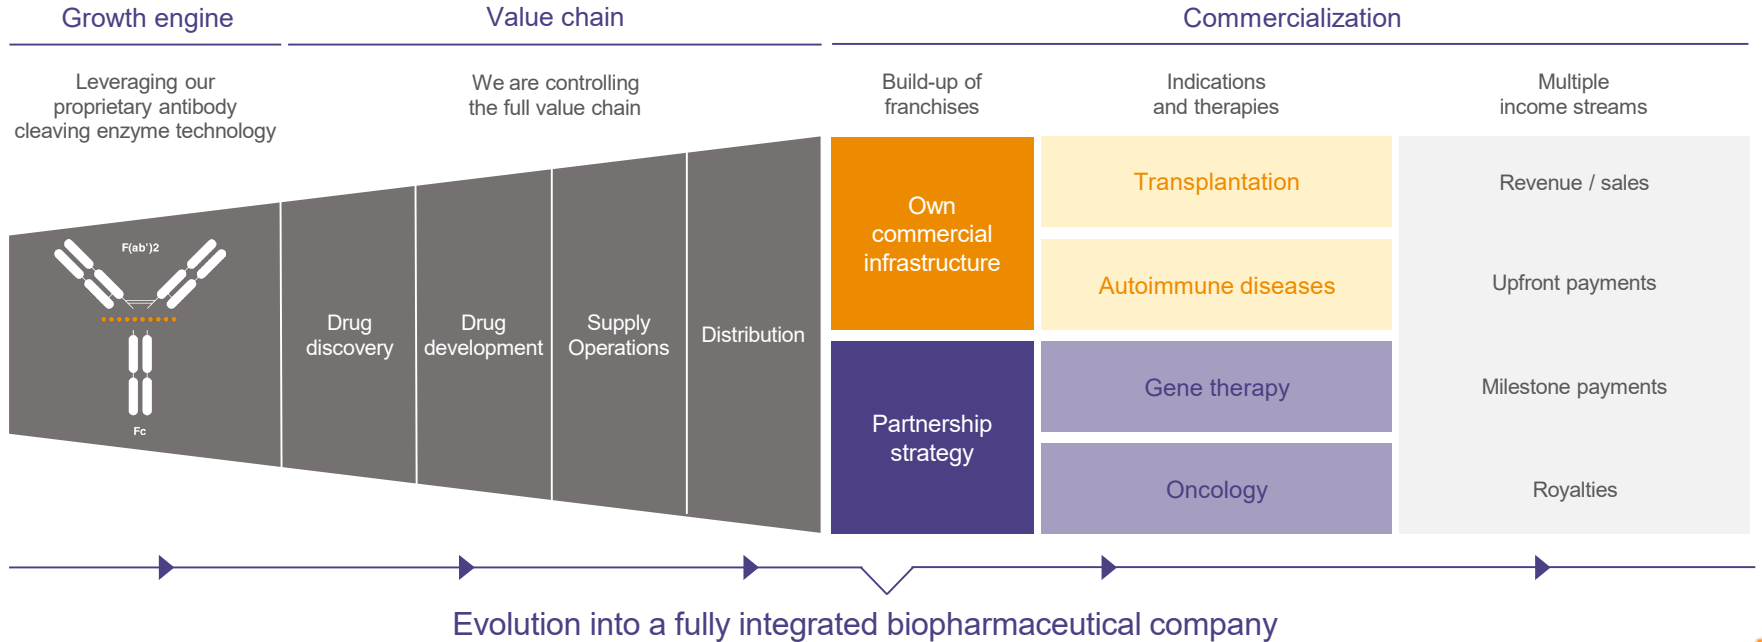 Growth engine
Value chain
Commercialization
Leveraging our
proprietary antibody
cleaving enzyme technology
We are controlling
the full value chain
Build-up of
franchises
Indications
and therapies
Multiple
income streams
F(ab')2
Fc
Drug
discovery
Drug
development
Supply
Operations
Distribution
Own
commercial
infrastructure
Partnership
strategy
Transplantation
Autoimmune diseases
Gene therapy
Oncology
Revenue / sales
Upfront payments
Milestone payments
Royalties
Evolution into a fully integrated biopharmaceutical company